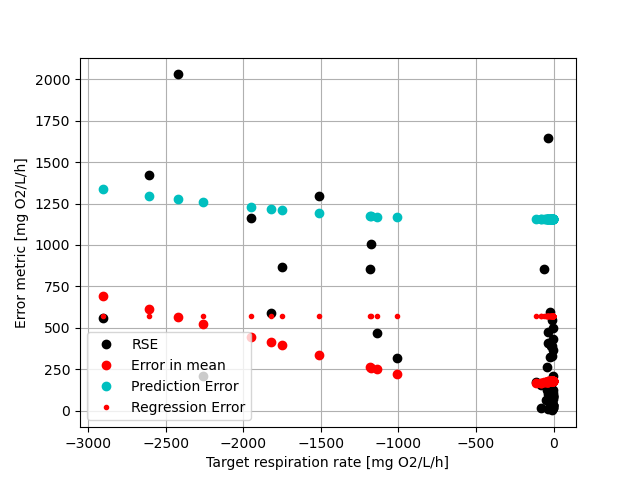 2000
1750
1500
1250
1000
750
500
250
0
Error metric [mg O2/L/h]
RSE
Error in mean
Prediction Error
Regression Error
−3000 −2500 −2000 −1500 −1000 −500 0
Target respiration rate [mg O2/L/h]